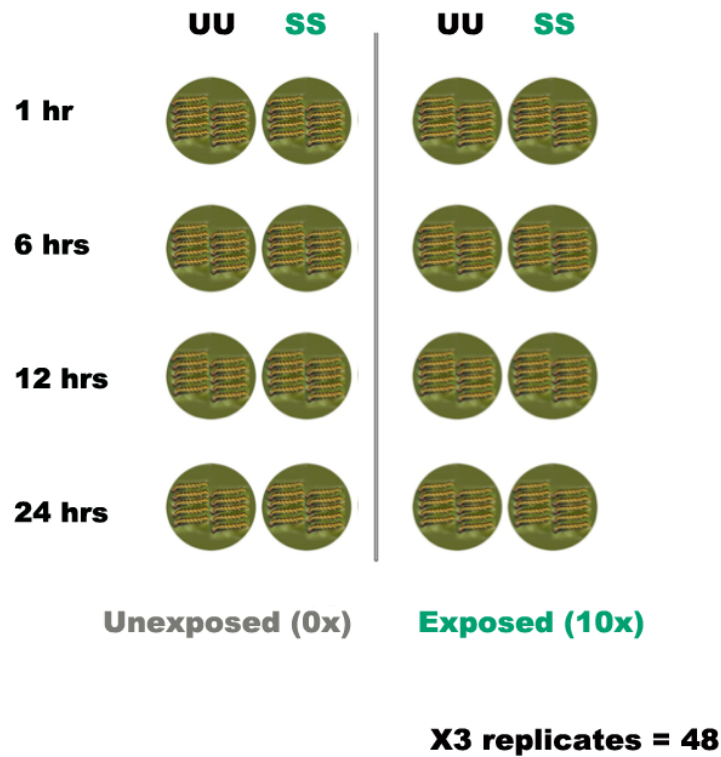 UU SS UU SS
1 hr
6 hrs
12 hrs
24 hrs
Unexposed (0x) Exposed (10x)
X3 replicates = 48